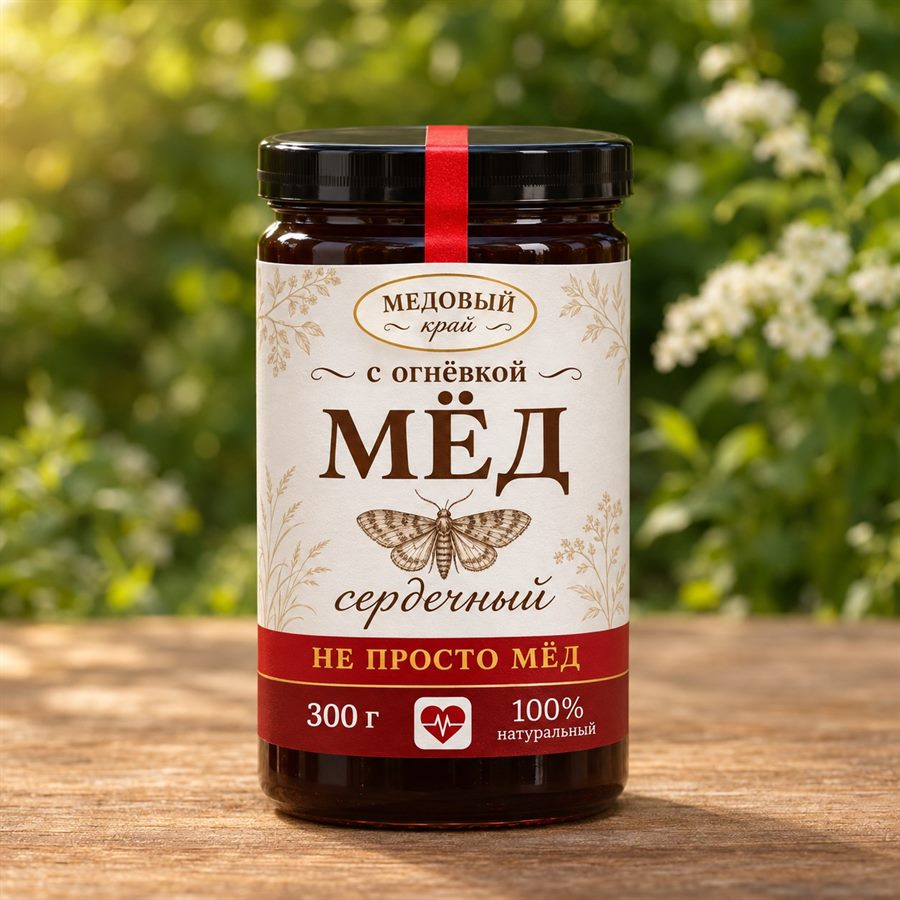 МЕДОВЫЙ
край
с огнёвкой
МЁД
сердечный
НЕ ПРОСТО МЁД
300 г
100%
натуральный